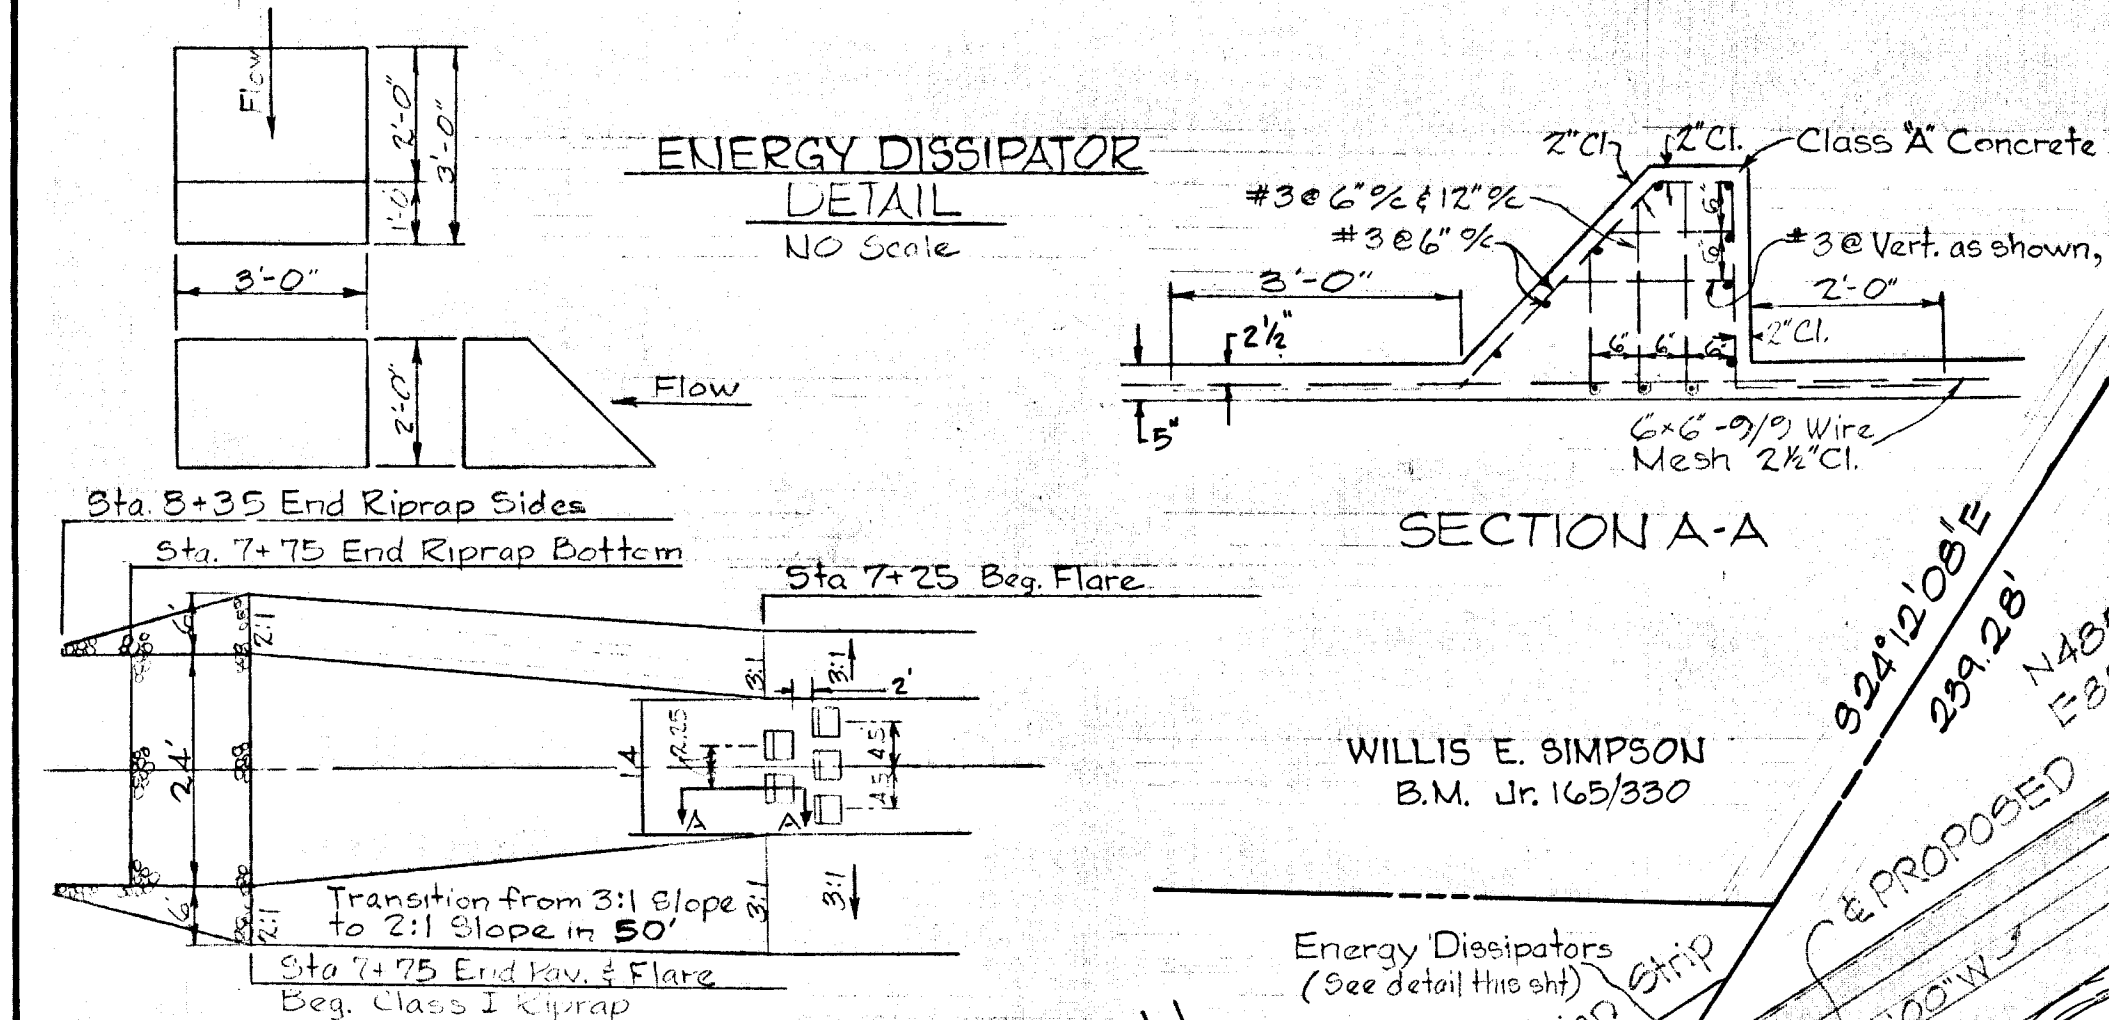 Flow
2'-0"
3'-0"
1'-0"
3'-0"
2'-0"
Flow
ENERGY DISSIPATOR
DETAIL
NO Scale
2"Cl.
2"Cl.
Class "A" Concrete
#3@6"%& 12"%
#3@6"%
#3@Vert. as shown,
6"
6"
3'-0"
2'-0"
2½"
2"Cl.
6"
6"
6"
5"
6×6-9/9 Wire
Mesh 2½"Cl.
SECTION A-A
Sta. 8+35 End Riprap Sides
Sta. 7+75 End Riprap Bottom
Sta 7+25 Beg. Flare
6'
2:1
3:1
3:1
2'
24'
14
2.25
4.5
4.5
A
A
6'
2:1
3:1
3:1
Transition from 3:1 Slope
to 2:1 Slope in 50'
Sta 7+75 End Pav. & Flare
Beg. Class I Riprap
WILLIS E. SIMPSON
B.M. Jr. 165/330
S24°12'08"E
239.28'
PROPOSED
Energy Dissipators
(See detail this sht)
Strip